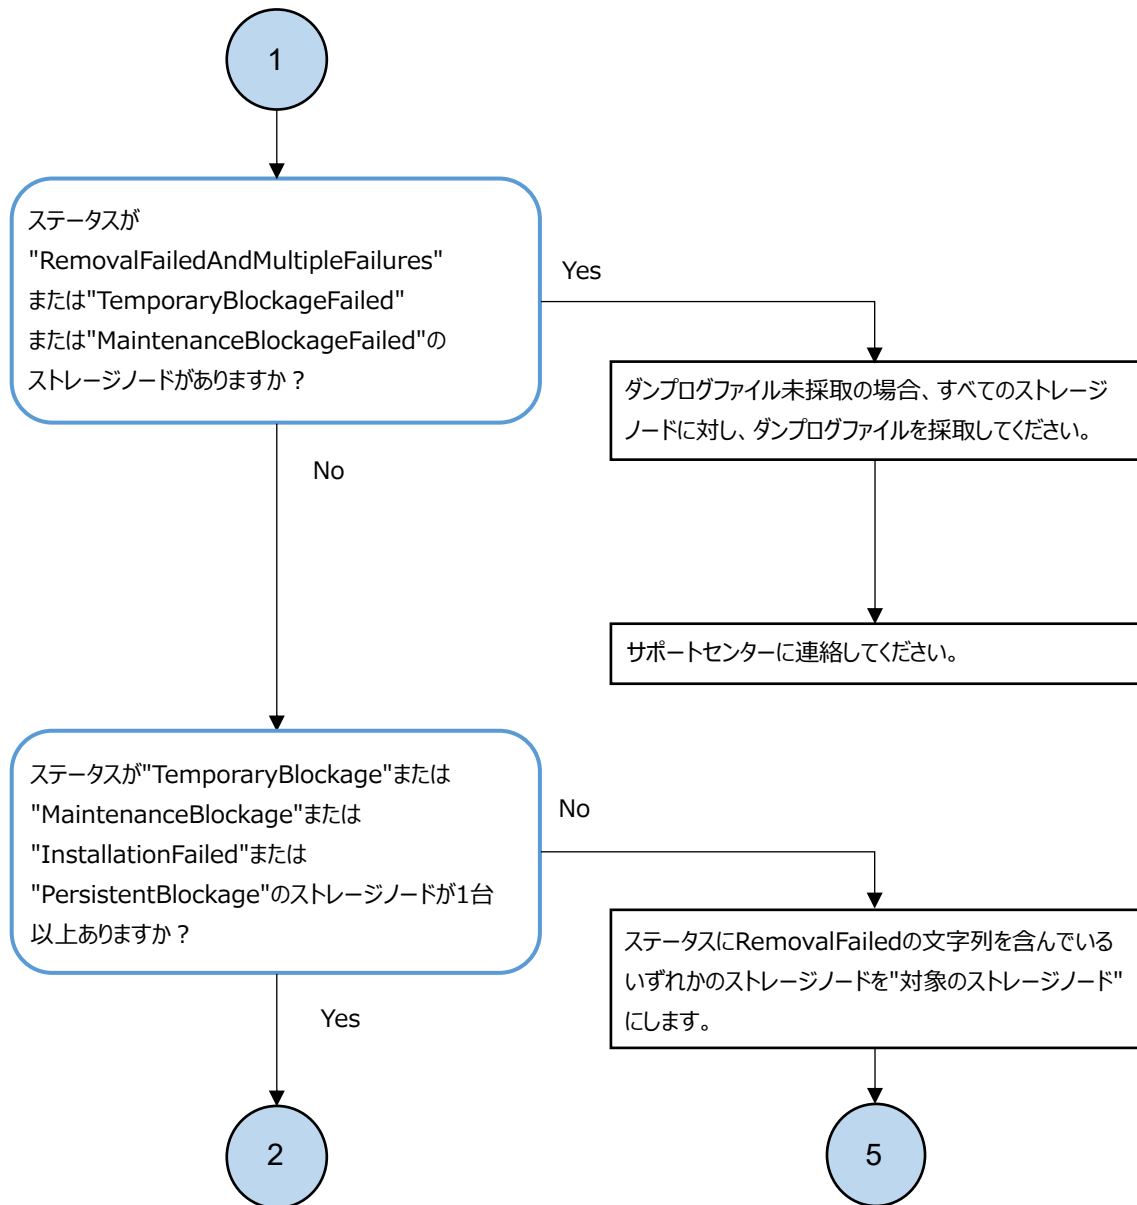 1
ステータスが
"RemovalFailedAndMultipleFailures"
または"TemporaryBlockageFailed"
または"MaintenanceBlockageFailed"の
ストレージノードがありますか？
Yes
ダンプログファイル未採取の場合、すべてのストレージ
ノードに対し、ダンプログファイルを採取してください。
No
サポートセンターに連絡してください。
ステータスが"TemporaryBlockage"または
"MaintenanceBlockage"または
"InstallationFailed"または
"PersistentBlockage"のストレージノードが1台
以上ありますか？
No
ステータスにRemovalFailedの文字列を含んでいる
いずれかのストレージノードを"対象のストレージノード"
にします。
Yes
2
5